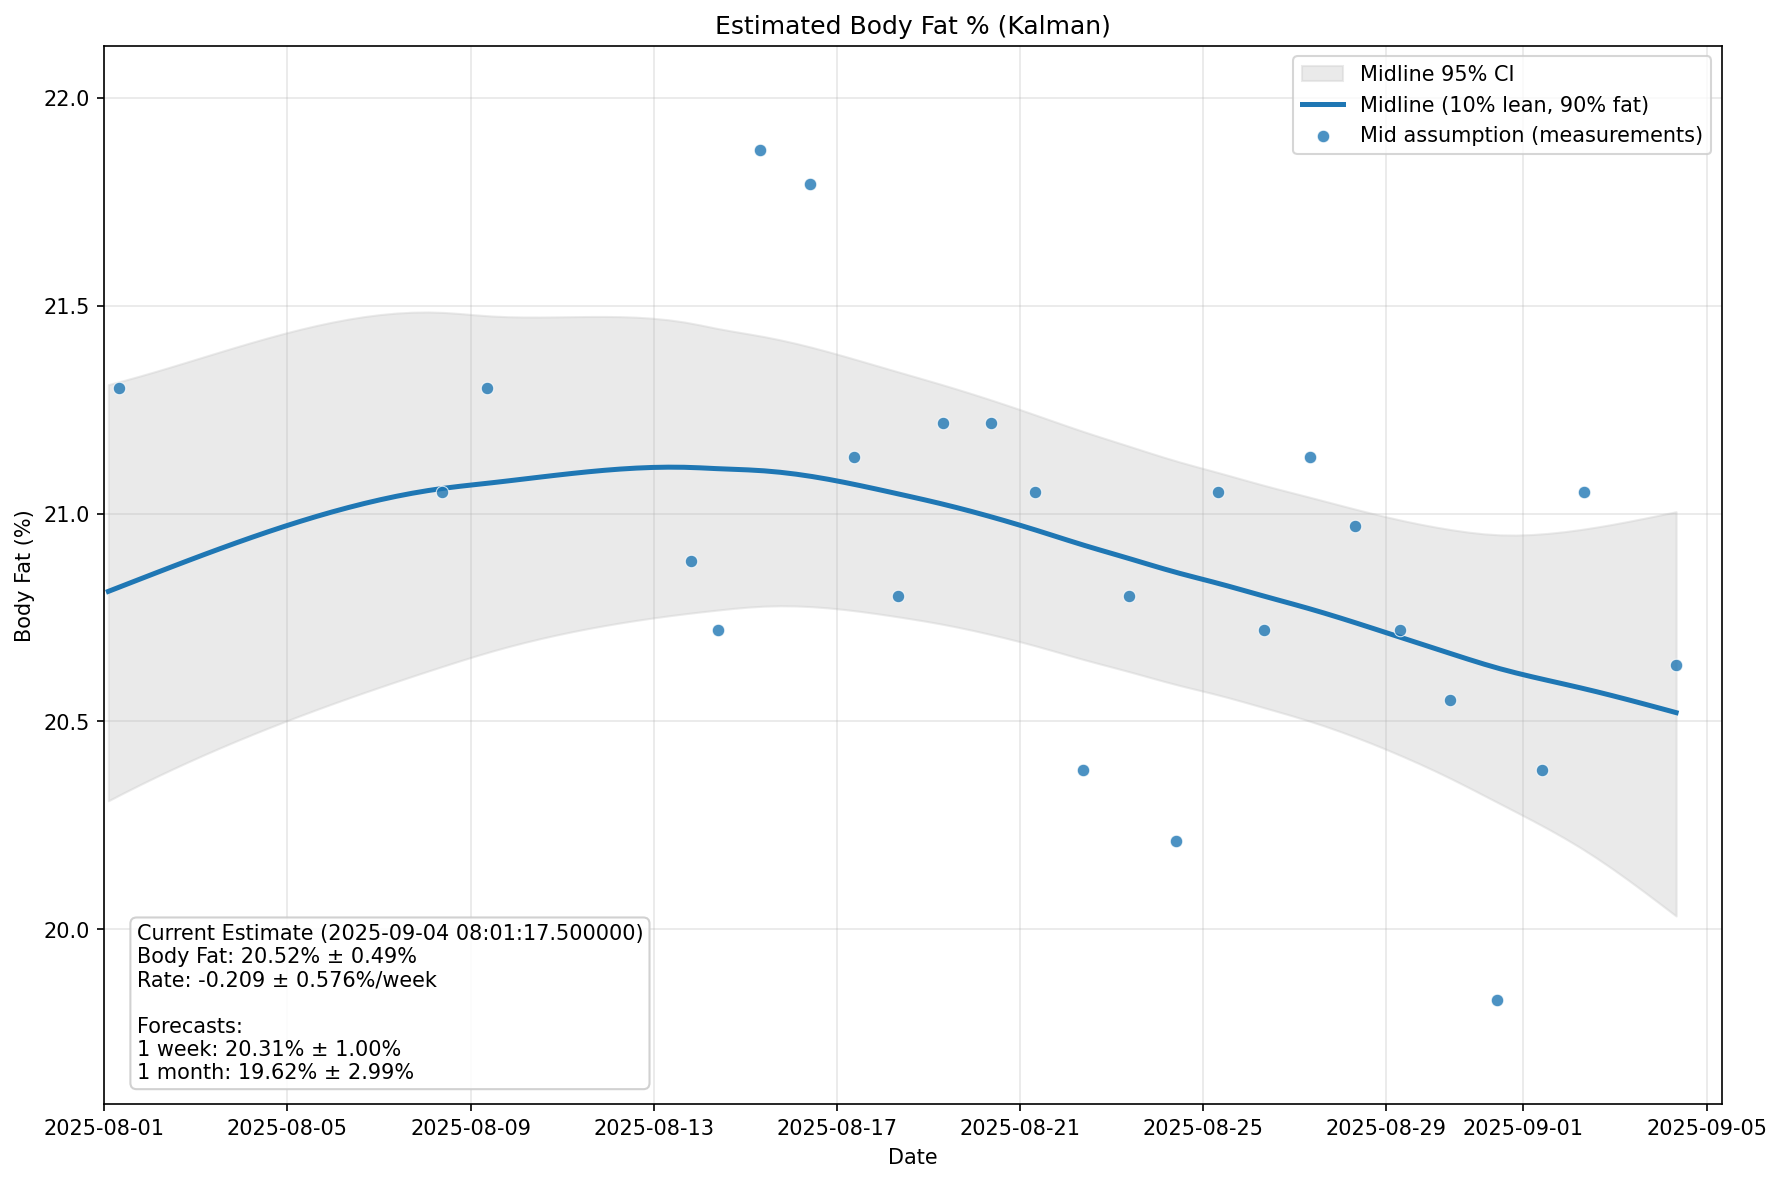 Estimated Body Fat % (Kalman)
Midline 95% CI
Midline (10% lean, 90% fat)
Mid assumption (measurements)
Body Fat (%)
22.0
21.5
21.0
20.5
20.0
Current Estimate (2025-09-04 08:01:17.500000)
Body Fat: 20.52% ± 0.49%
Rate: -0.209 ± 0.576%/week
Forecasts:
1 week: 20.31% ± 1.00%
1 month: 19.62% ± 2.99%
2025-08-01 2025-08-05 2025-08-09 2025-08-13 2025-08-17 2025-08-21 2025-08-25 2025-08-29 2025-09-01 2025-09-05
Date